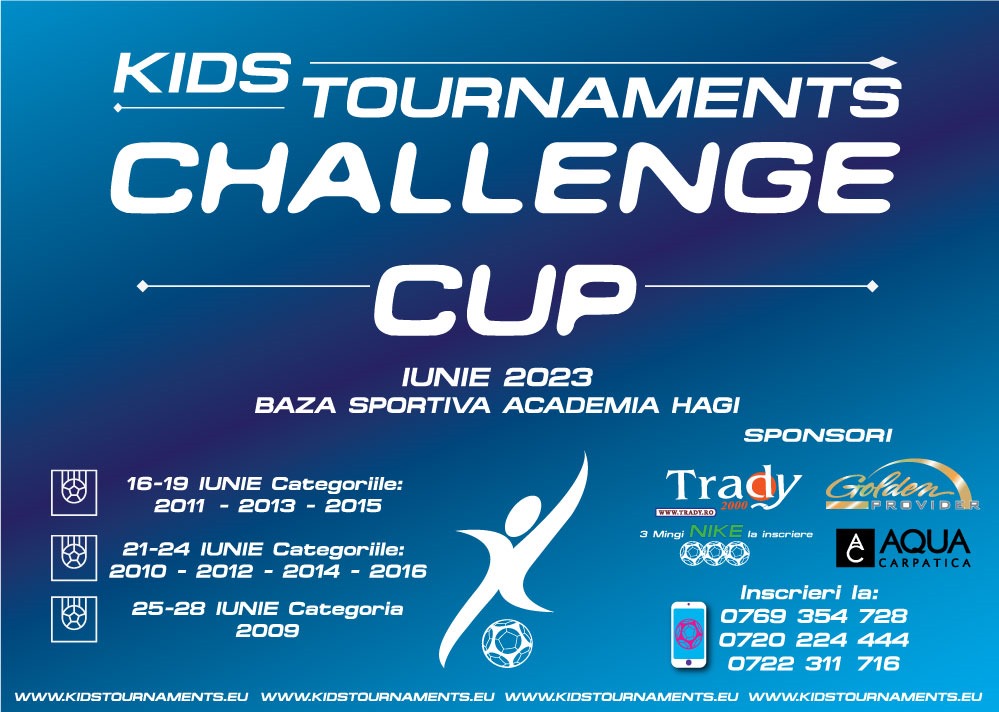 KIDS
TOURNAMENTS
CHALLENGE
CUP
IUNIE 2023
BAZA SPORTIVA ACADEMIA HAGI
16-19 IUNIE Categoriile:
2011 - 2013 - 2015
21-24 IUNIE Categoriile:
2010 - 2012 - 2014 - 2016
25-28 IUNIE Categoria
2009
SPONSORI
Trady
2000
WWW.TRADY.RO
Golden
PROVIDER
3 Mingi NIKE la inscriere
AC AQUA
CARPATICA
Inscrieri la:
0769 354 728
0720 224 444
0722 311 716
WWW.KIDSTOURNAMENTS.EU WWW.KIDSTOURNAMENTS.EU WWW.KIDSTOURNAMENTS.EU WWW.KIDSTOURNAMENTS.EU